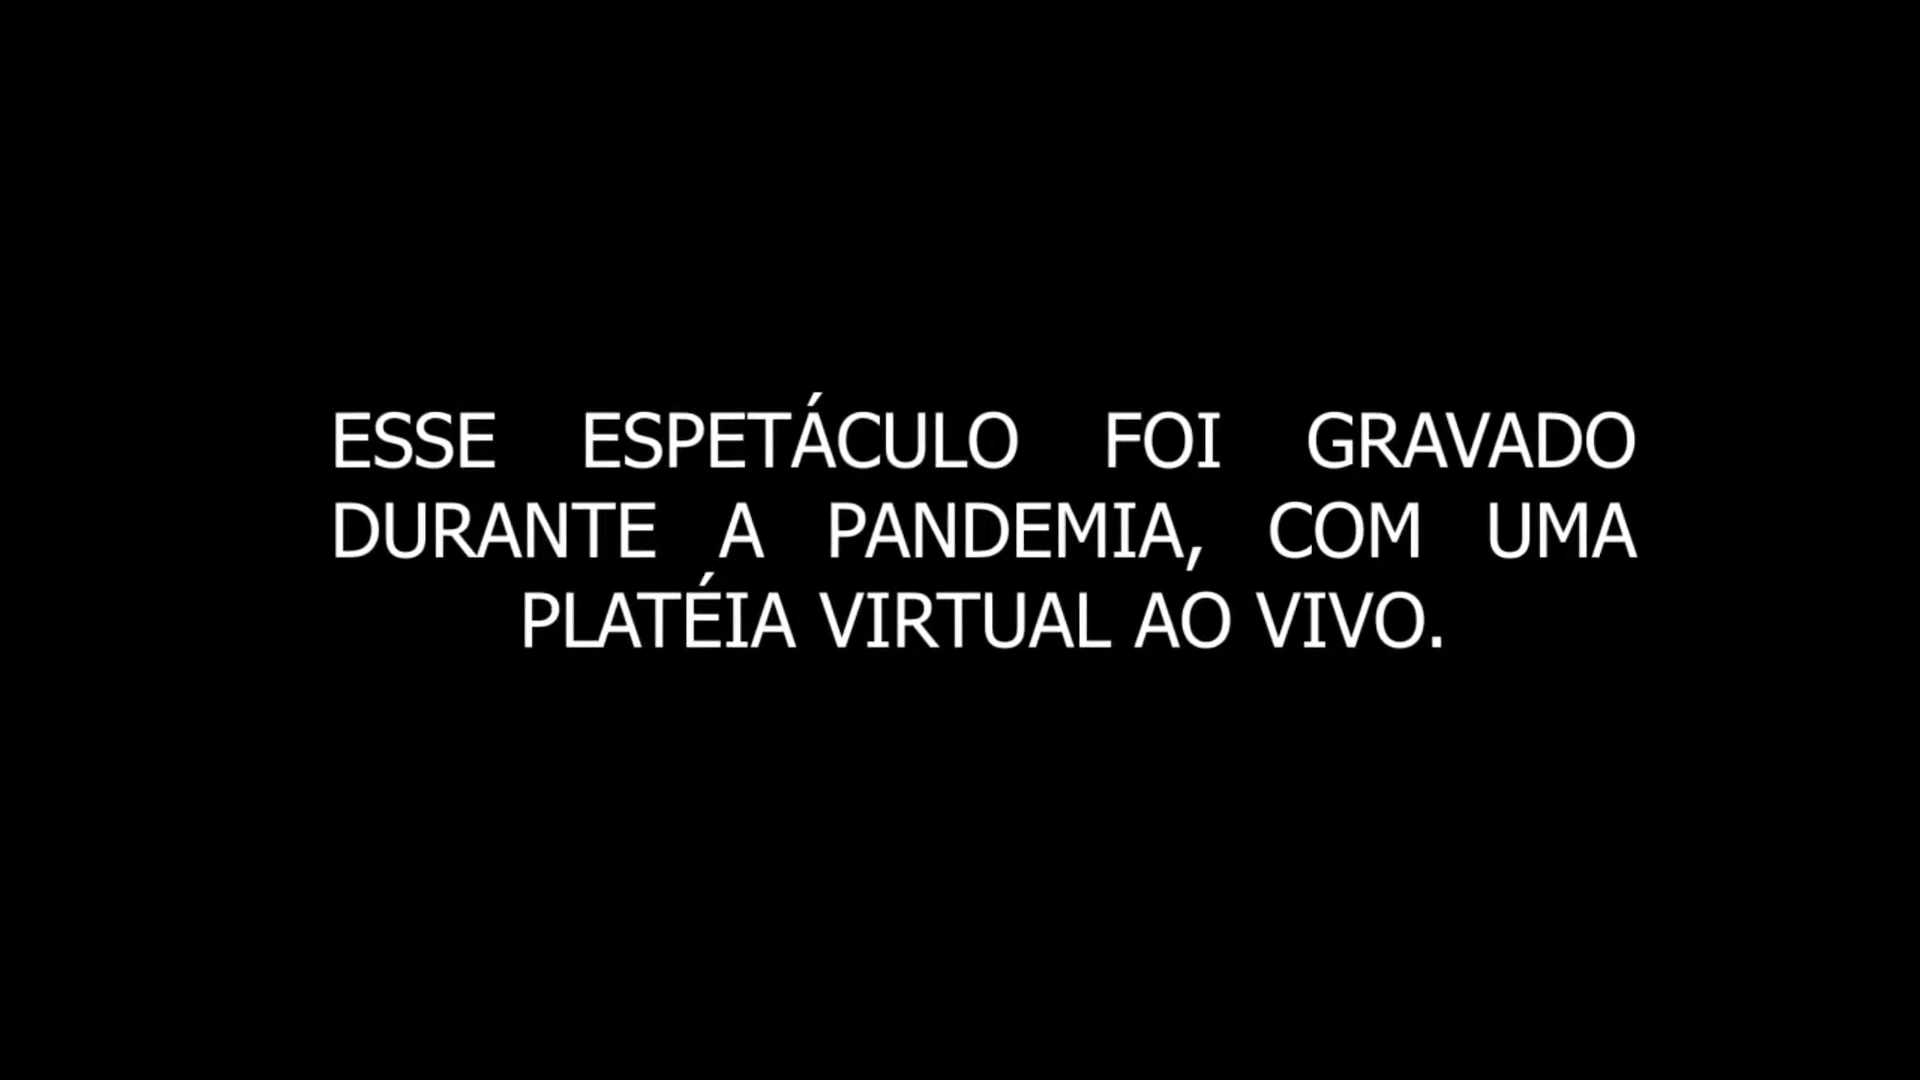 ESSE ESPETÁCULO FOI GRAVADO
DURANTE A PANDEMIA, COM UMA
PLATÉIA VIRTUAL AO VIVO.